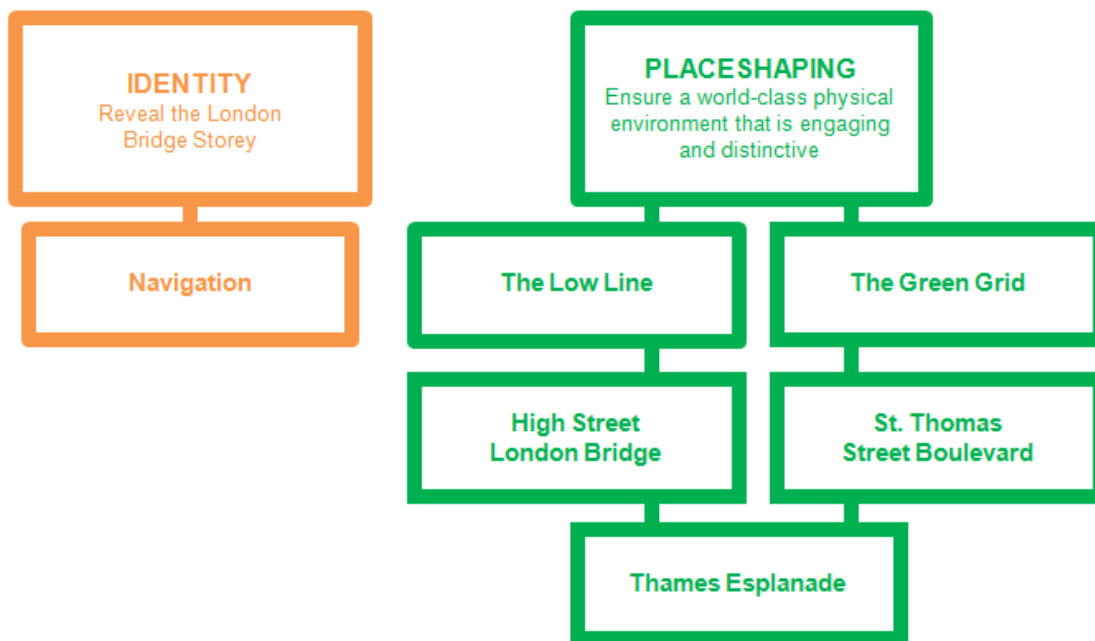 IDENTITY
Reveal the London
Bridge Storey
Navigation
PLACESHAPING
Ensure a world-class physical
environment that is engaging
and distinctive
The Low Line
The Green Grid
High Street
London Bridge
St. Thomas
Street Boulevard
Thames Esplanade